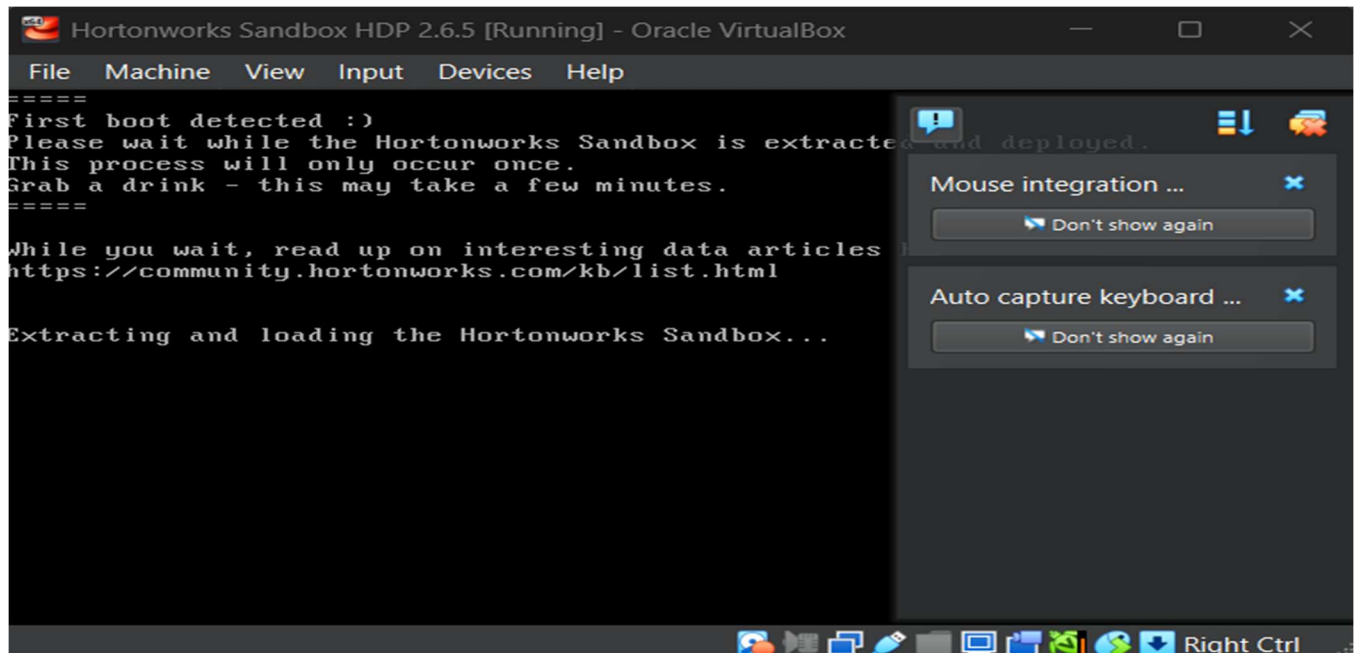 Hortonworks Sandbox HDP 2.6.5 [Running] - Oracle VirtualBox
File Machine View Input Devices Help
=====
First boot detected :)
Please wait while the Hortonworks Sandbox is extracted and deployed.
This process will only occur once.
Grab a drink - this may take a few minutes.
=====
While you wait, read up on interesting data articles
https://community.hortonworks.com/kb/list.html
Extracting and loading the Hortonworks Sandbox...
Mouse integration ...
Don't show again
Auto capture keyboard ...
Don't show again
Right Ctrl